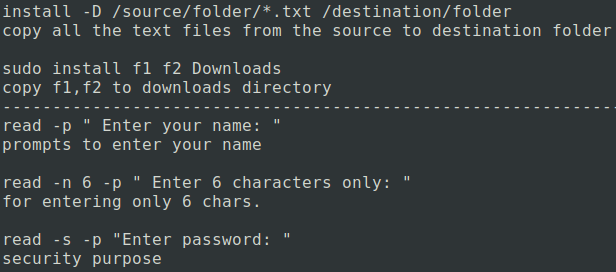 install -D /source/folder/*.txt /destination/folder
copy all the text files from the source to destination folder
sudo install f1 f2 Downloads
copy f1,f2 to downloads directory
--------------------------------------------------------------
read -p " Enter your name: "
prompts to enter your name
read -n 6 -p " Enter 6 characters only: "
for entering only 6 chars.
read -s -p "Enter password: "
security purpose